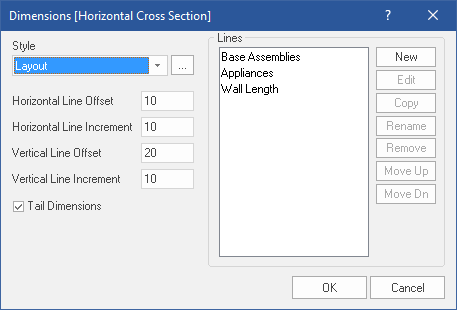 Dimensions [Horizontal Cross Section]
?
Style
Layout
...
Horizontal Line Offset 10
Horizontal Line Increment 10
Vertical Line Offset 20
Vertical Line Increment 10
Tail Dimensions
Lines
Base Assemblies
Appliances
Wall Length
New
Edit
Copy
Rename
Remove
Move Up
Move Dn
OK
Cancel